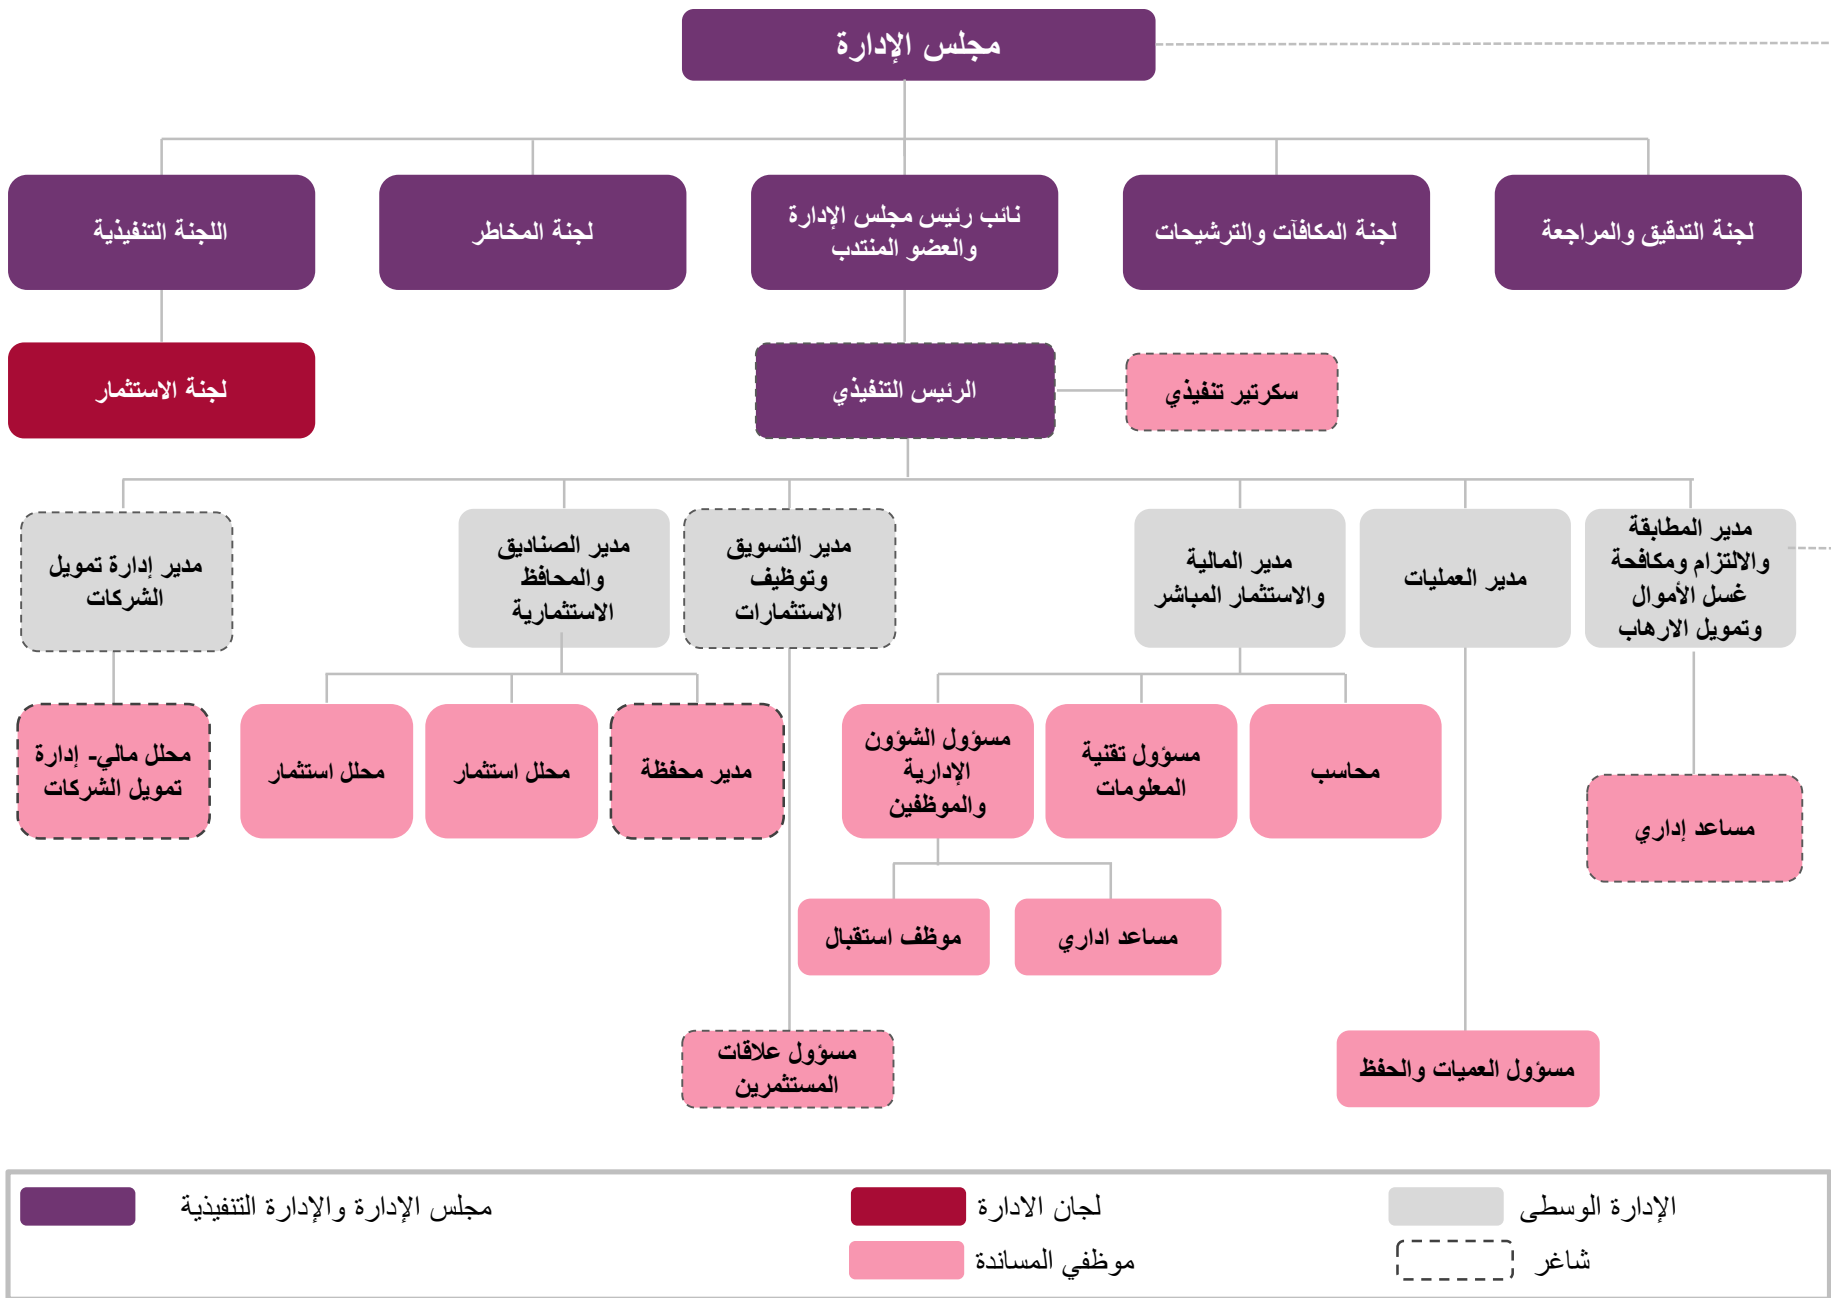 مجلس الإدارة
لجنة التدقيق والمراجعة
لجنة المكافآت والترشيحات
نائب رئيس مجلس الإدارة
والعضو المنتدب
لجنة المخاطر
اللجنة التنفيذية
سكرتير تنفيذي
الرئيس التنفيذي
لجنة الاستثمار
مدير المطابقة
والالتزام ومكافحة
غسل الأموال
وتمويل الارهاب
مدير العمليات
مدير المالية
والاستثمار المباشر
مدير التسويق
وتوظيف
الاستثمارات
مدير الصناديق
والمحافظ
الاستثمارية
مدير إدارة تمويل
الشركات
مساعد إداري
محاسب
مسؤول تقنية
المعلومات
مسؤول الشؤون
الإدارية
والموظفين
مدير محفظة
محلل استثمار
محلل استثمار
محلل مالي- إدارة
تمويل الشركات
مساعد اداري
موظف استقبال
مسؤول العميات والحفظ
مسؤول علاقات
المستثمرين
الإدارة الوسطى
لجان الادارة
مجلس الإدارة والإدارة التنفيذية
شاغر
موظفي المساندة